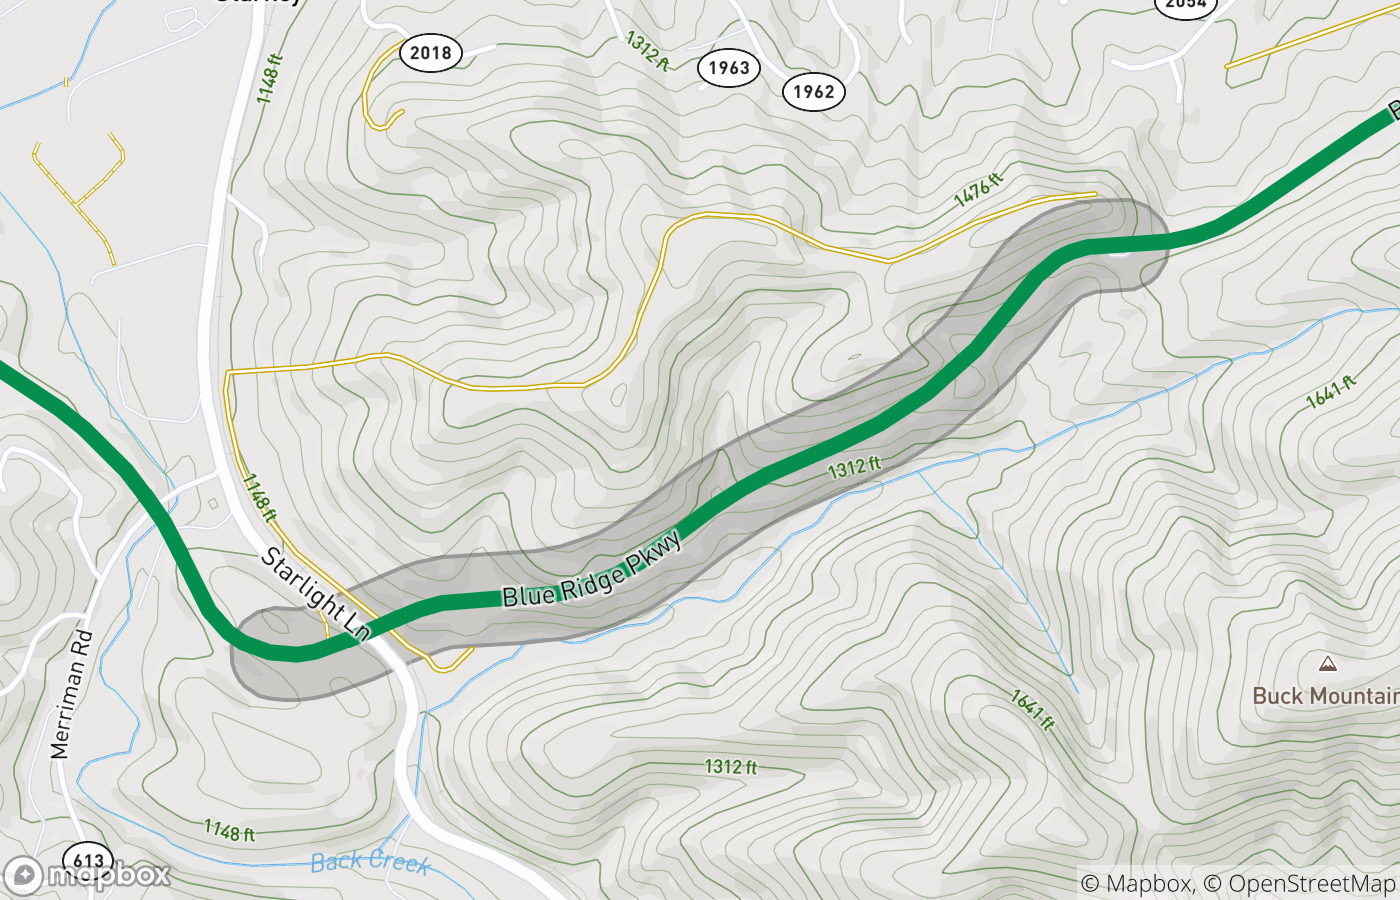 2054
2018
1312 ft
1963
1962
1148 ft
1476 ft
1641 ft
1148 ft
1312 ft
Starlight Ln
Blue Ridge Pkwy
Merriman Rd
Buck Mountain
1641 ft
1312 ft
1148 ft
613
Back Creek
mapbox
© Mapbox, © OpenStreetMap